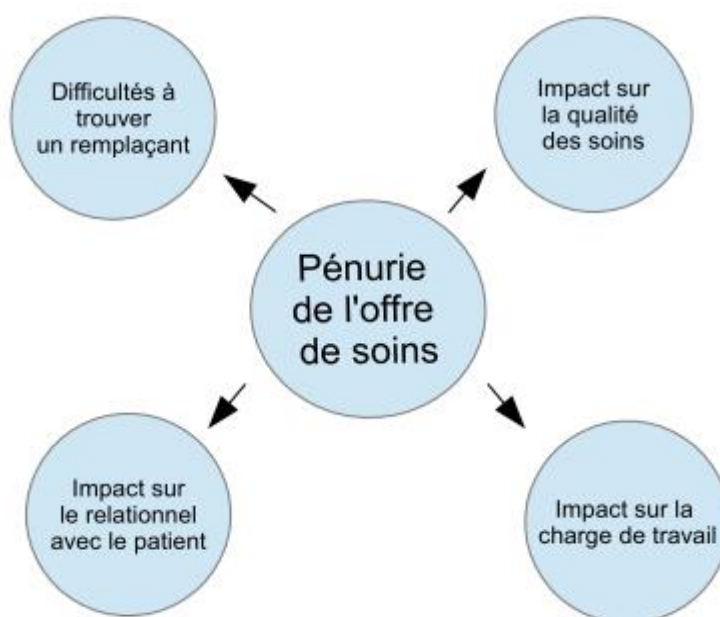 Difficultés à
trouver
un remplaçant
Impact sur
la qualité
des soins
Pénurie
de l'offre
de soins
Impact sur
le relationnel
avec le patient
Impact sur la
charge de travail